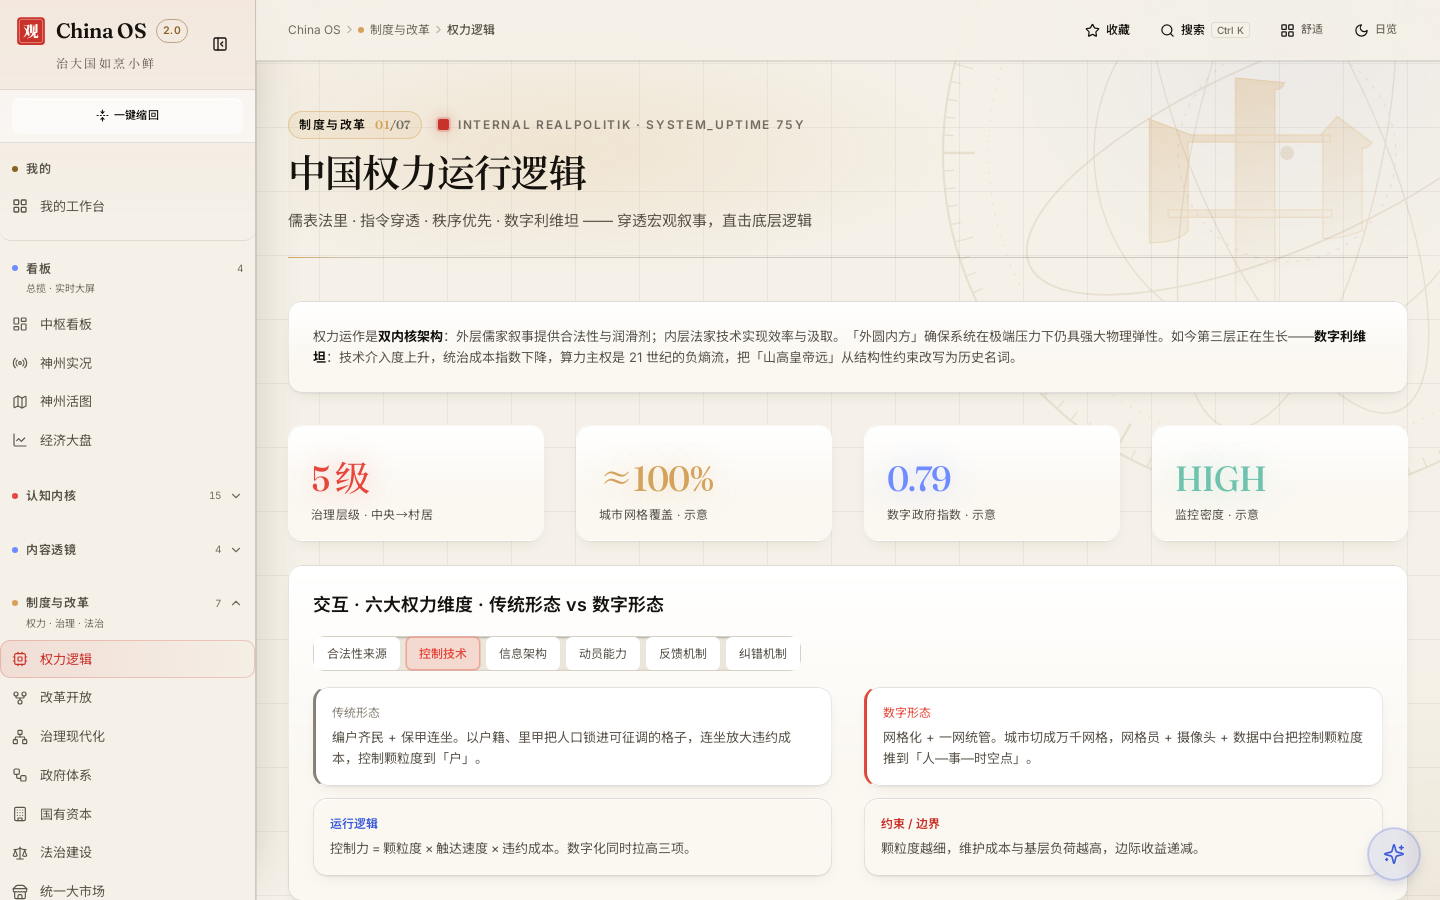 观 China OS 2.0
治大国如烹小鲜
一键缩回
我的
我的工作台
看板 4
总揽 · 实时大屏
中枢看板
神州实况
神州活图
经济大盘
认知内核 15
内容透镜 4
制度与改革 7
权力 · 治理 · 法治
权力逻辑
改革开放
治理现代化
政府体系
国有资本
法治建设
统一大市场
China OS > 制度与改革 > 权力逻辑
收藏 搜索 Ctrl K 舒适 日览
制度与改革 01/07 INTERNAL REALPOLITIK · SYSTEM_UPTIME 75Y
中国权力运行逻辑
儒表法里 · 指令穿透 · 秩序优先 · 数字利维坦 —— 穿透宏观叙事，直击底层逻辑
权力运作是双内核架构：外层儒家叙事提供合法性与润滑剂；内层法家技术实现效率与汲取。「外圆内方」确保系统在极端压力下仍具强大物理弹性。如今第三层正在生长——数字利维
坦：技术介入度上升，统治成本指数下降，算力主权是 21 世纪的负熵流，把「山高皇帝远」从结构性约束改写为历史名词。
5 级
治理层级 · 中央→村居
≈100%
城市网格覆盖 · 示意
0.79
数字政府指数 · 示意
HIGH
监控密度 · 示意
交互 · 六大权力维度 · 传统形态 vs 数字形态
合法性来源 控制技术 信息架构 动员能力 反馈机制 纠错机制
传统形态
编户齐民 + 保甲连坐。以户籍、里甲把人口锁进可征调的格子，连坐放大违约成
本，控制颗粒度到「户」。
数字形态
网格化 + 一网统管。城市切成万千网格，网格员 + 摄像头 + 数据中台把控制颗粒度
推到「人—事—时空点」。
运行逻辑
控制力 = 颗粒度 × 触达速度 × 违约成本。数字化同时拉高三项。
约束 / 边界
颗粒度越细，维护成本与基层负荷越高，边际收益递减。